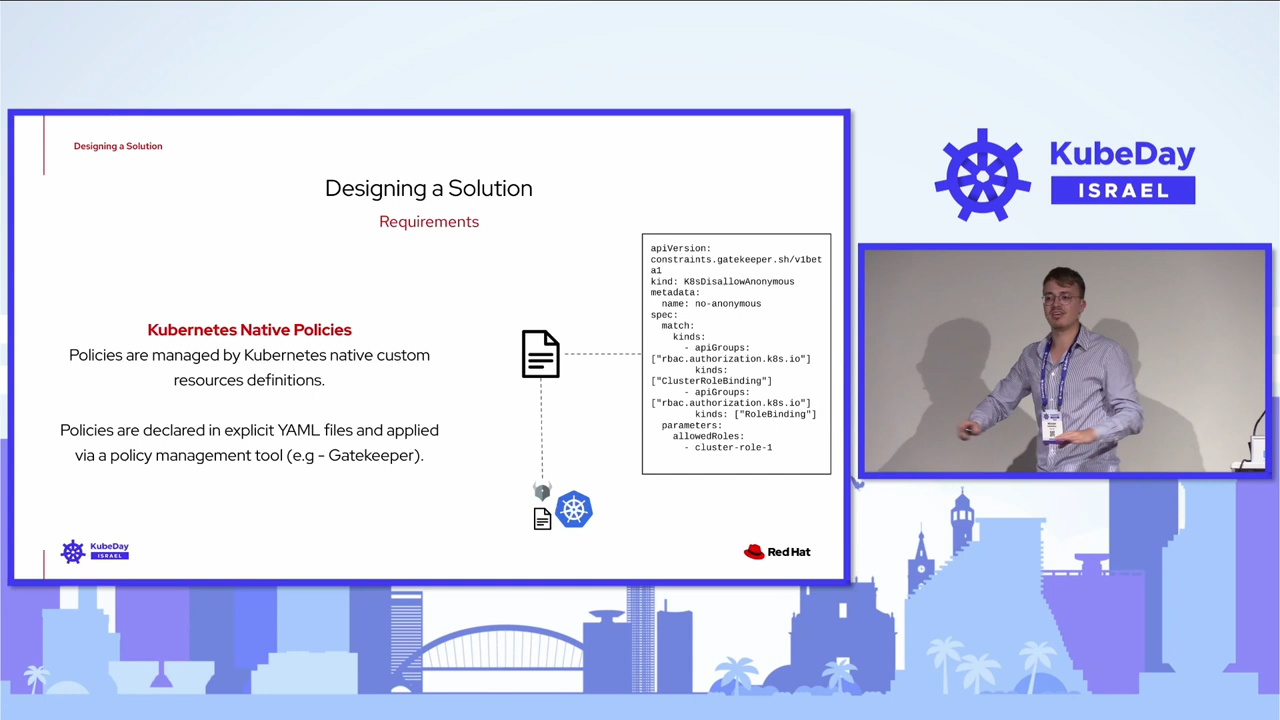 Designing a Solution
Designing a Solution
Requirements
Kubernetes Native Policies
Policies are managed by Kubernetes native custom
resources definitions.
Policies are declared in explicit YAML files and applied
via a policy management tool (e.g - Gatekeeper).
apiVersion:
constraints.gatekeeper.sh/v1bet
a1
kind: K8sDisallowAnonymous
metadata:
  name: no-anonymous
spec:
  match:
    kinds:
      - apiGroups:
["rbac.authorization.k8s.io"]
        kinds:
["ClusterRoleBinding"]
      - apiGroups:
["rbac.authorization.k8s.io"]
        kinds: ["RoleBinding"]
  parameters:
    allowedRoles:
      - cluster-role-1
KubeDay
ISRAEL
Red Hat
KubeDay
ISRAEL